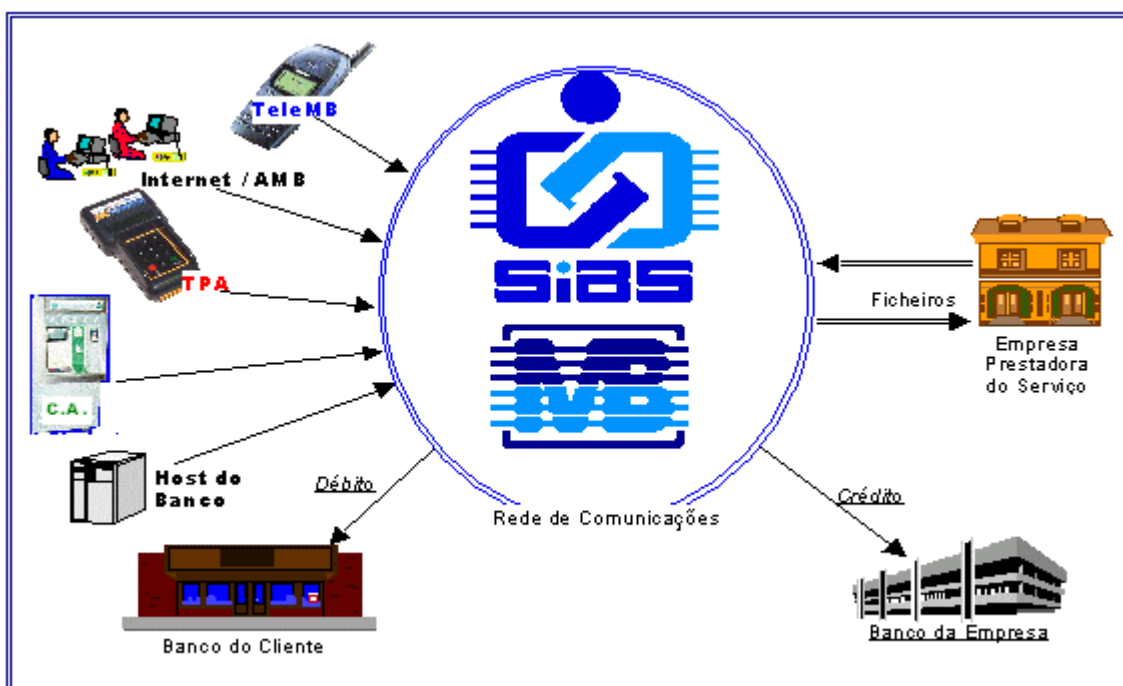 TeleMB
Internet / AMB
TPA
C.A.
Host do
Banco
SiBS
MB
Ficheiros
Empresa
Prestadora
do Serviço
Débito
Crédito
Rede de Comunicações
Banco do Cliente
Banco da Empresa